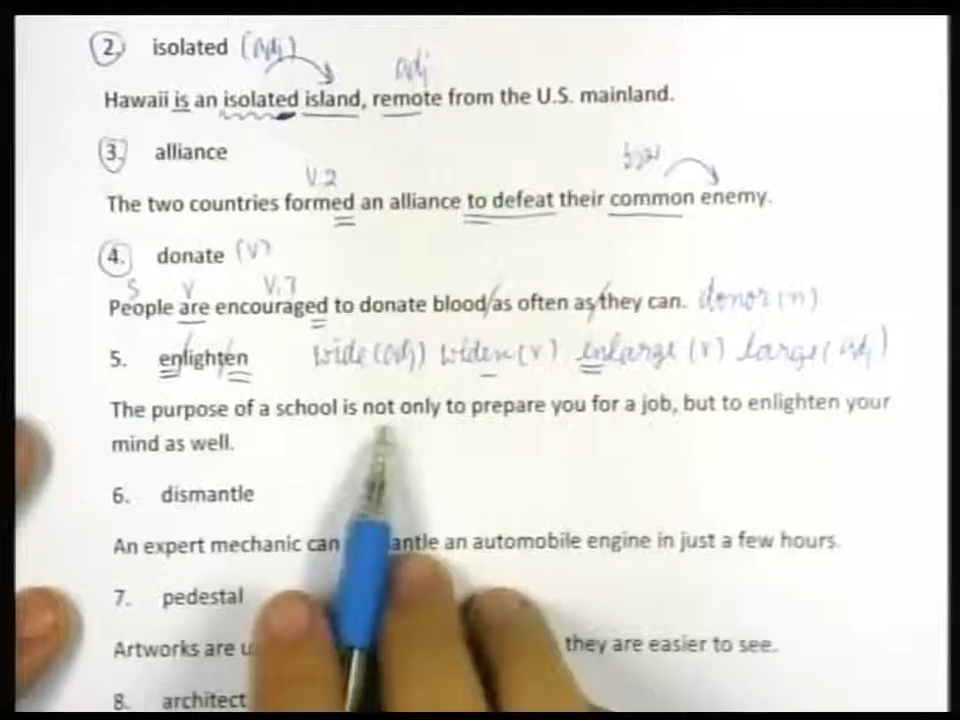 2. isolated (adj)
adj
Hawaii is an isolated island, remote from the U.S. mainland.
3. alliance
V.2
The two countries formed an alliance to defeat their common enemy.
4. donate (v)
S V V.3
People are encouraged to donate blood/as often as/they can. donor (n)
5. enlighten wide (adj) widen (v) enlarge (v) large (adj)
The purpose of a school is not only to prepare you for a job, but to enlighten your
mind as well.
6. dismantle
An expert mechanic can antle an automobile engine in just a few hours.
7. pedestal
Artworks are u they are easier to see.
8. architect